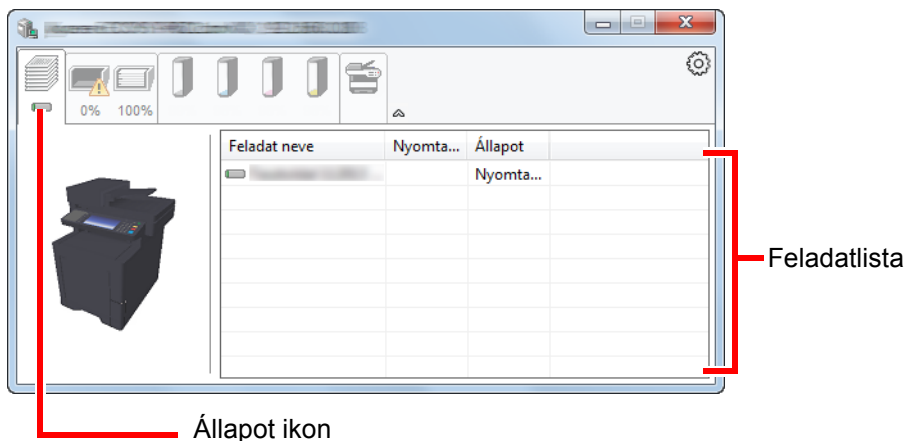 0% 100%
Feladat neve Nyomta... Állapot
Nyomta...
Feladatlista
Állapot ikon